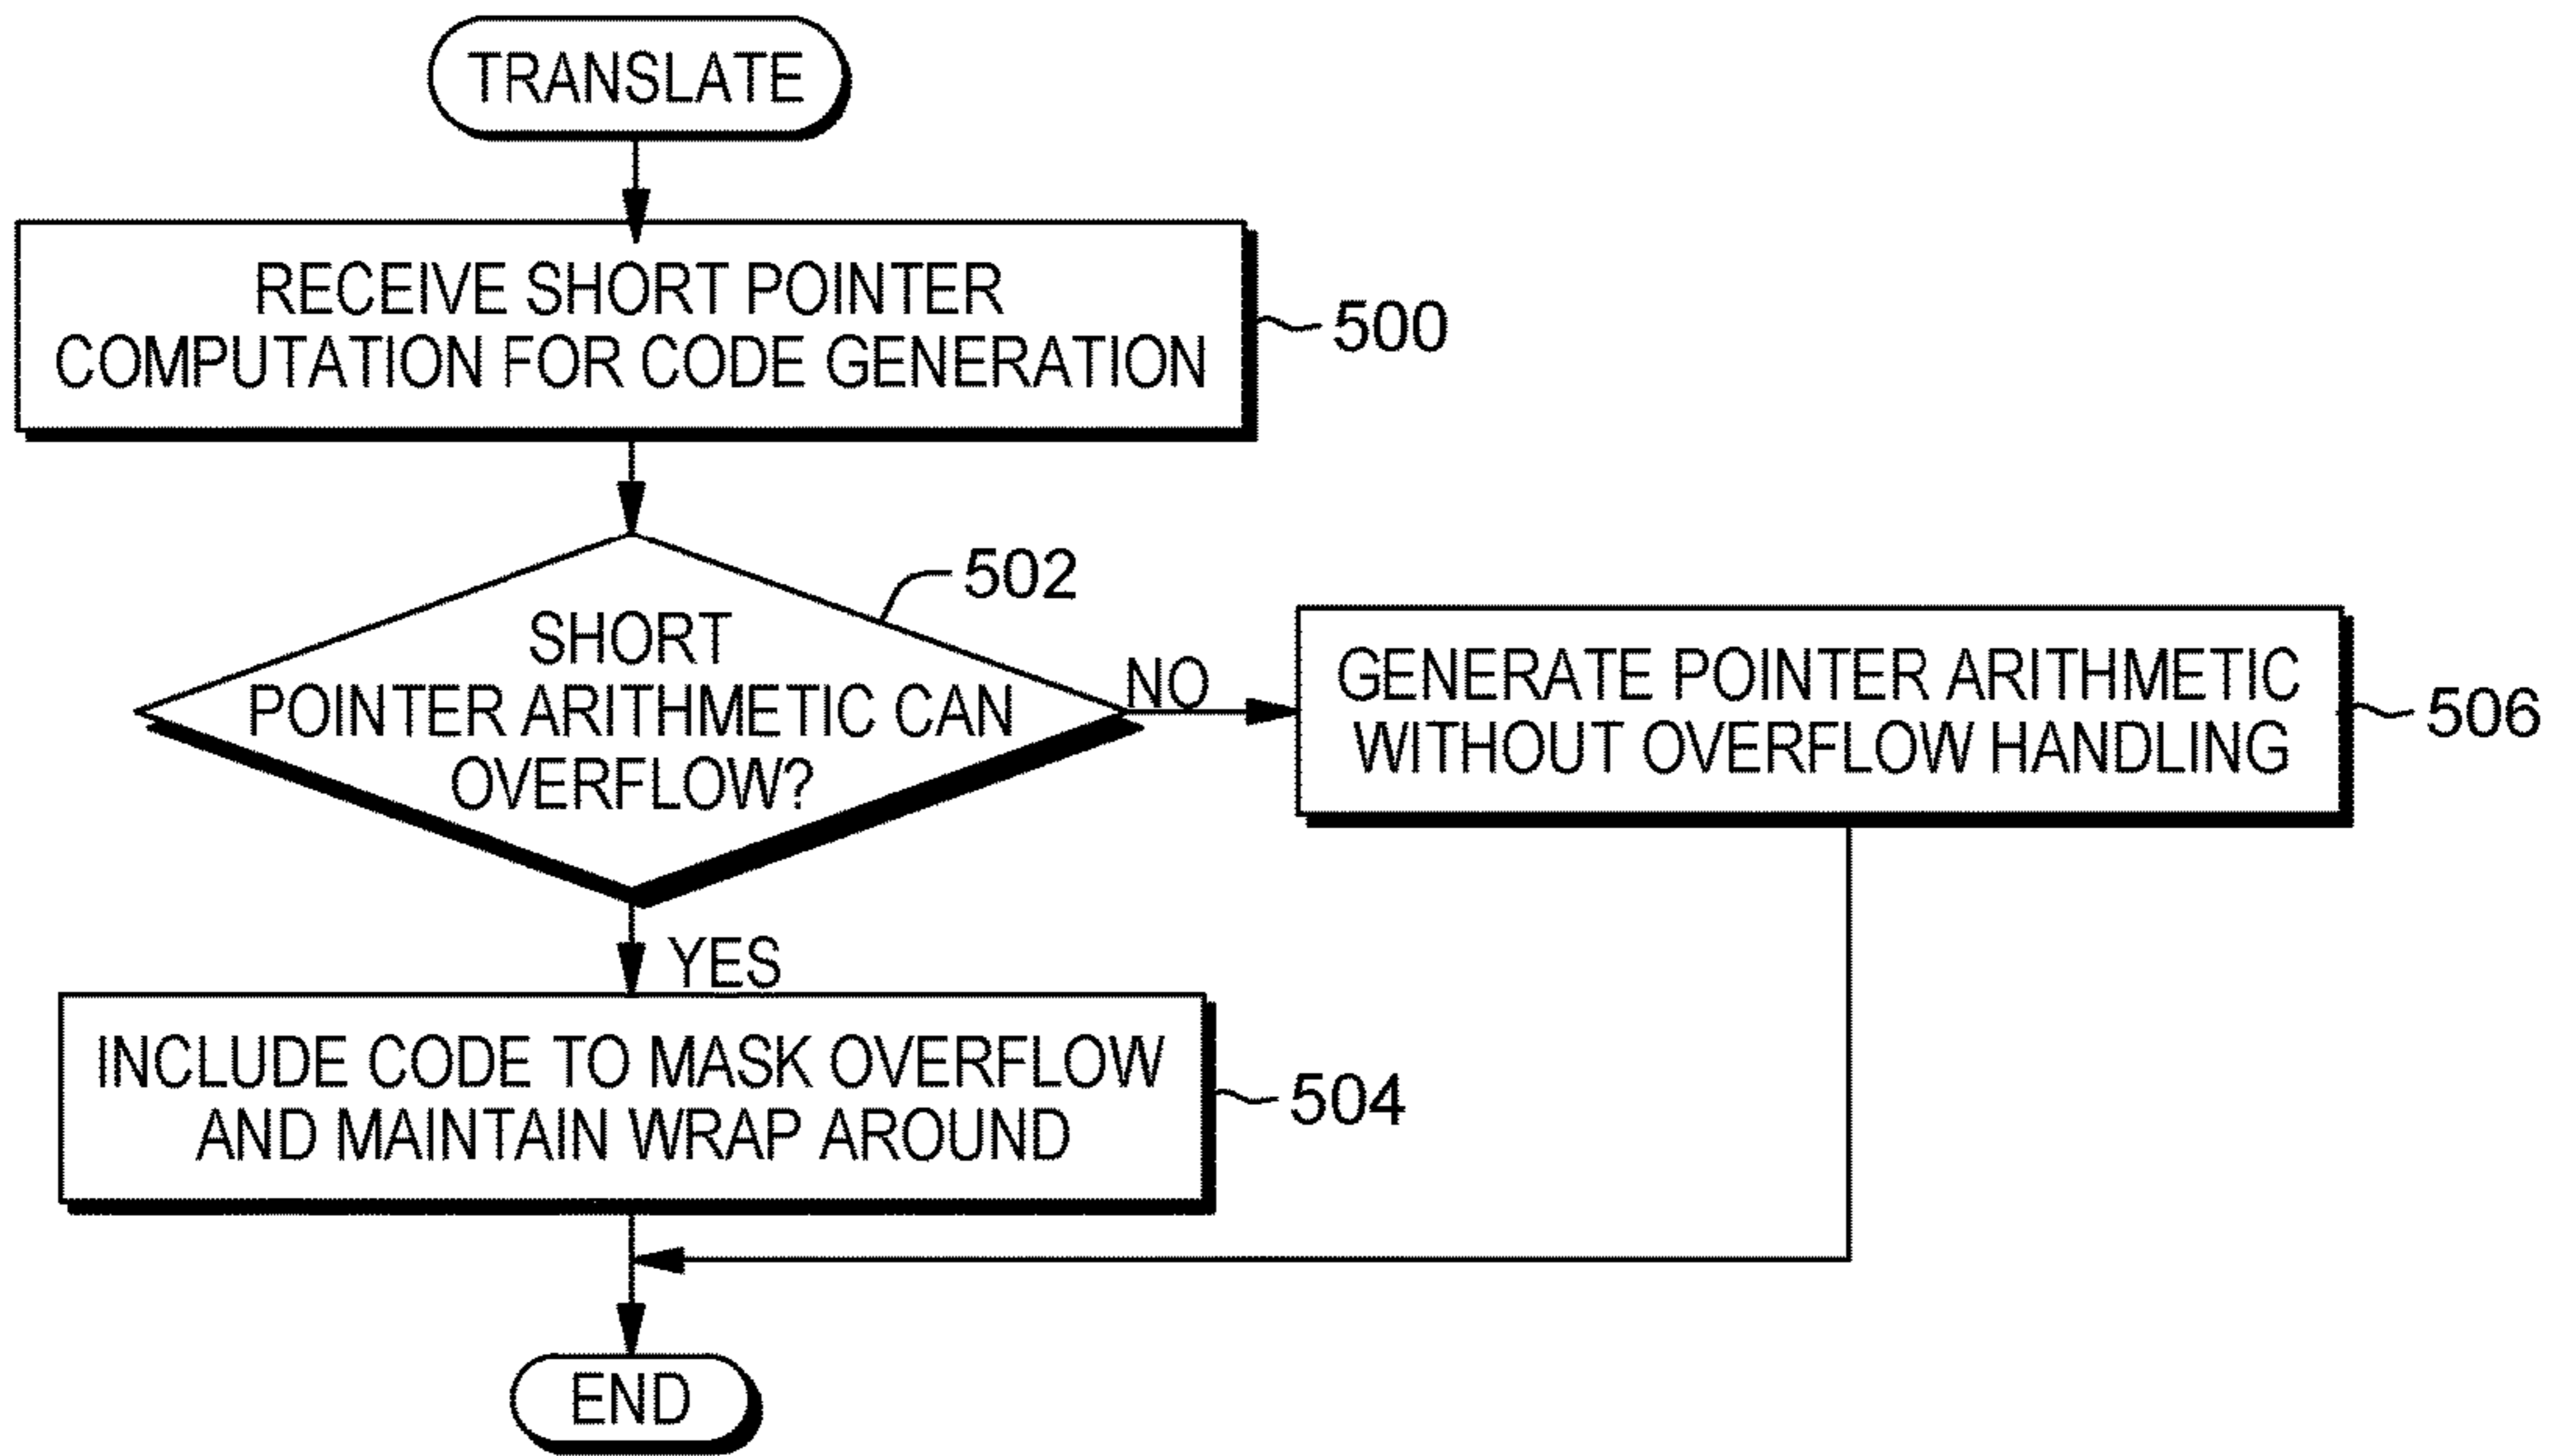 TRANSLATE
RECEIVE SHORT POINTER
COMPUTATION FOR CODE GENERATION
500
502
SHORT
POINTER ARITHMETIC CAN
OVERFLOW?
NO
GENERATE POINTER ARITHMETIC
WITHOUT OVERFLOW HANDLING
506
YES
INCLUDE CODE TO MASK OVERFLOW
AND MAINTAIN WRAP AROUND
504
END